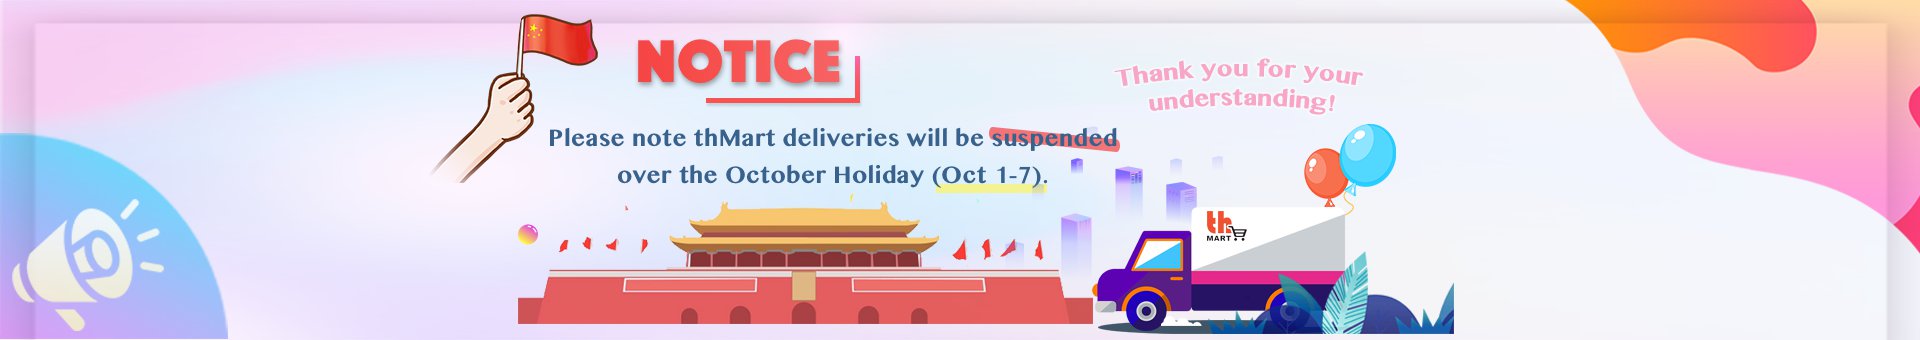 NOTICE
Thank you for your
understanding!
Please note thMart deliveries will be suspended
over the October Holiday (Oct 1-7).
th
MART